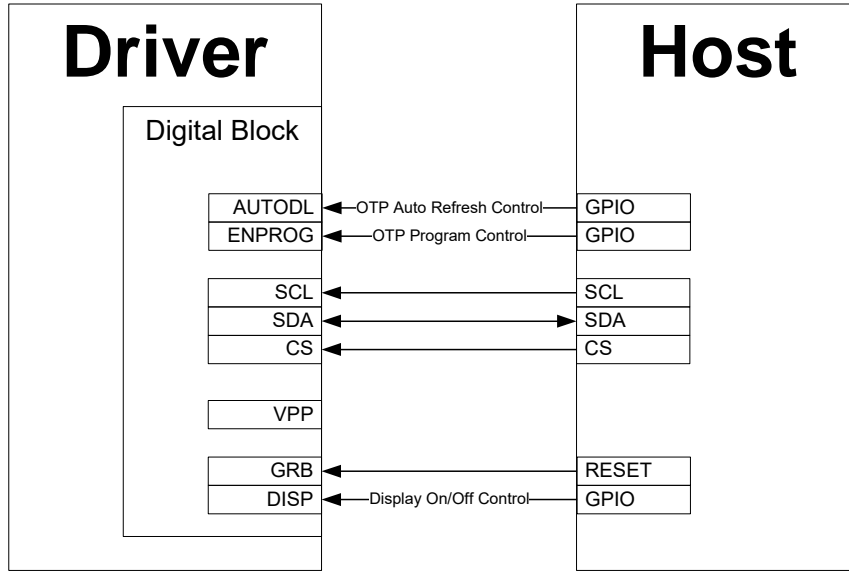 Driver
Host
Digital Block
AUTODL OTP Auto Refresh Control GPIO
ENPROG OTP Program Control GPIO
SCL SCL
SDA SDA
CS CS
VPP
GRB RESET
DISP Display On/Off Control GPIO